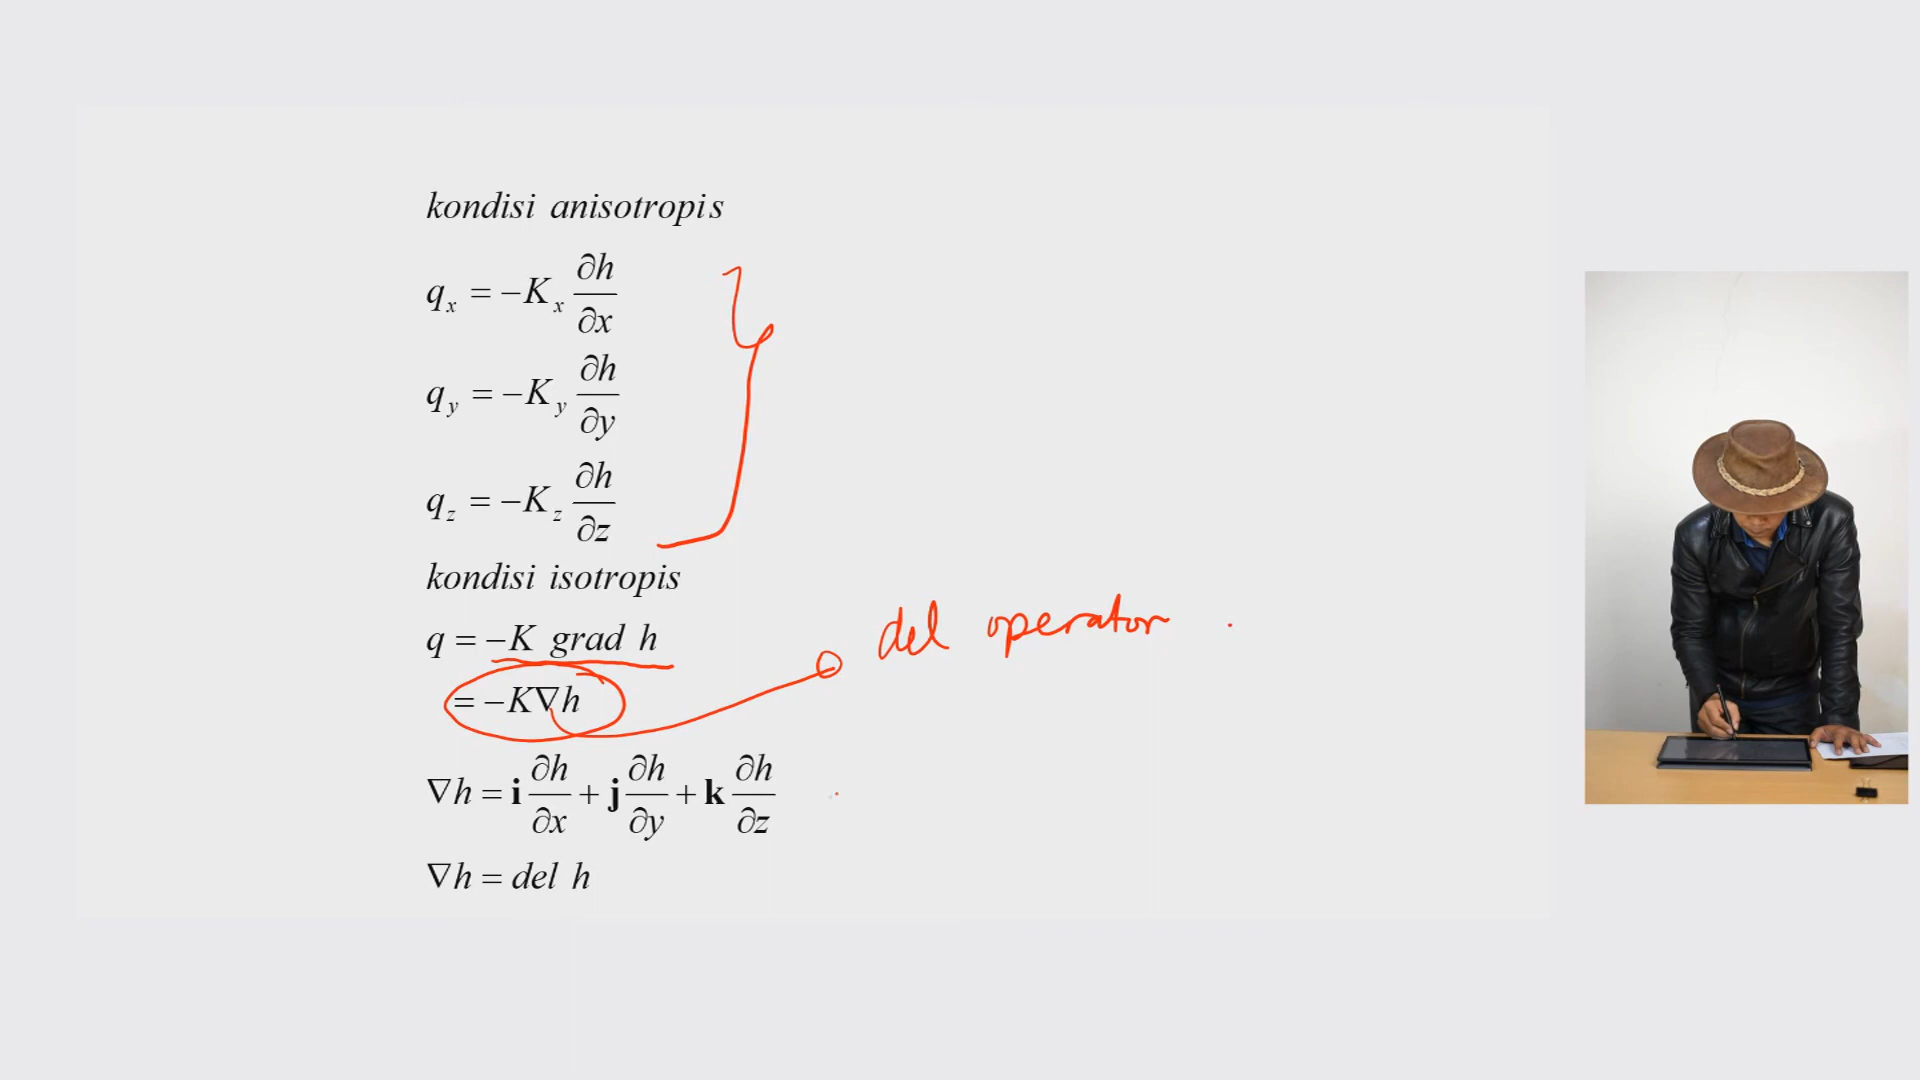 kondisi anisotropis
q_x = −K_x ∂h/∂x
q_y = −K_y ∂h/∂y
q_z = −K_z ∂h/∂z
kondisi isotropis
q = −K grad h
= −K∇h
del operator
∇h = i ∂h/∂x + j ∂h/∂y + k ∂h/∂z
∇h = del h